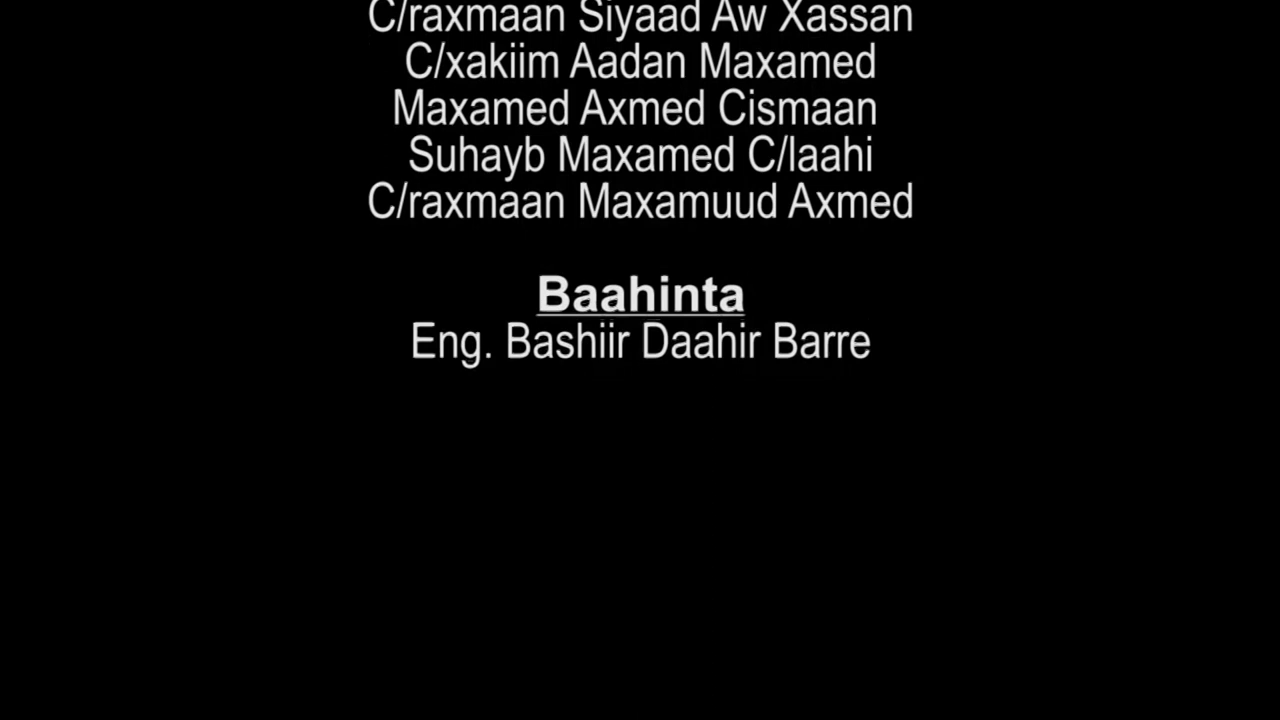 C/raxmaan Siyaad Aw Xassan
C/xakiim Aadan Maxamed
Maxamed Axmed Cismaan
Suhayb Maxamed C/laahi
C/raxmaan Maxamuud Axmed
Baahinta
Eng. Bashiir Daahir Barre